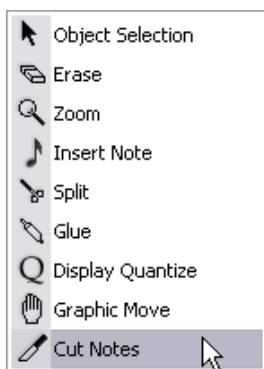 Object Selection
Erase
Zoom
Insert Note
Split
Glue
Q Display Quantize
Graphic Move
Cut Notes